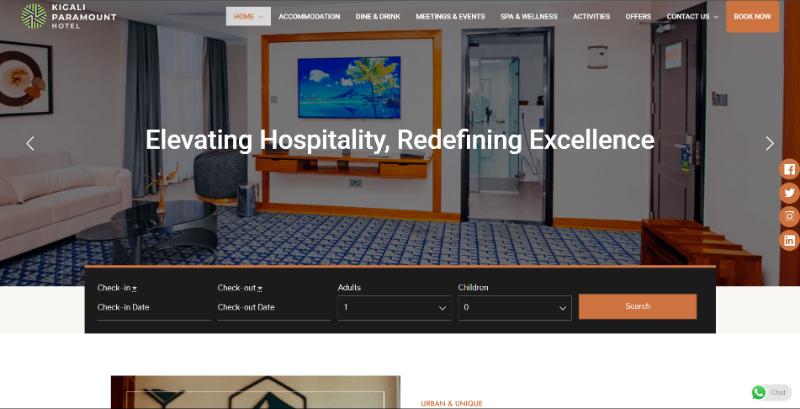 KIGALI
PARAMOUNT
HOTEL
HOME
ACCOMMODATION
DINE & DRINK
MEETINGS & EVENTS
SPA & WELLNESS
ACTIVITIES
OFFERS
CONTACT US
BOOK NOW
Elevating Hospitality, Redefining Excellence
Check-in *
Check-out *
Adults
Children
Check-in Date
Check-out Date
1
0
Search
Chat
URBAN & UNIQUE